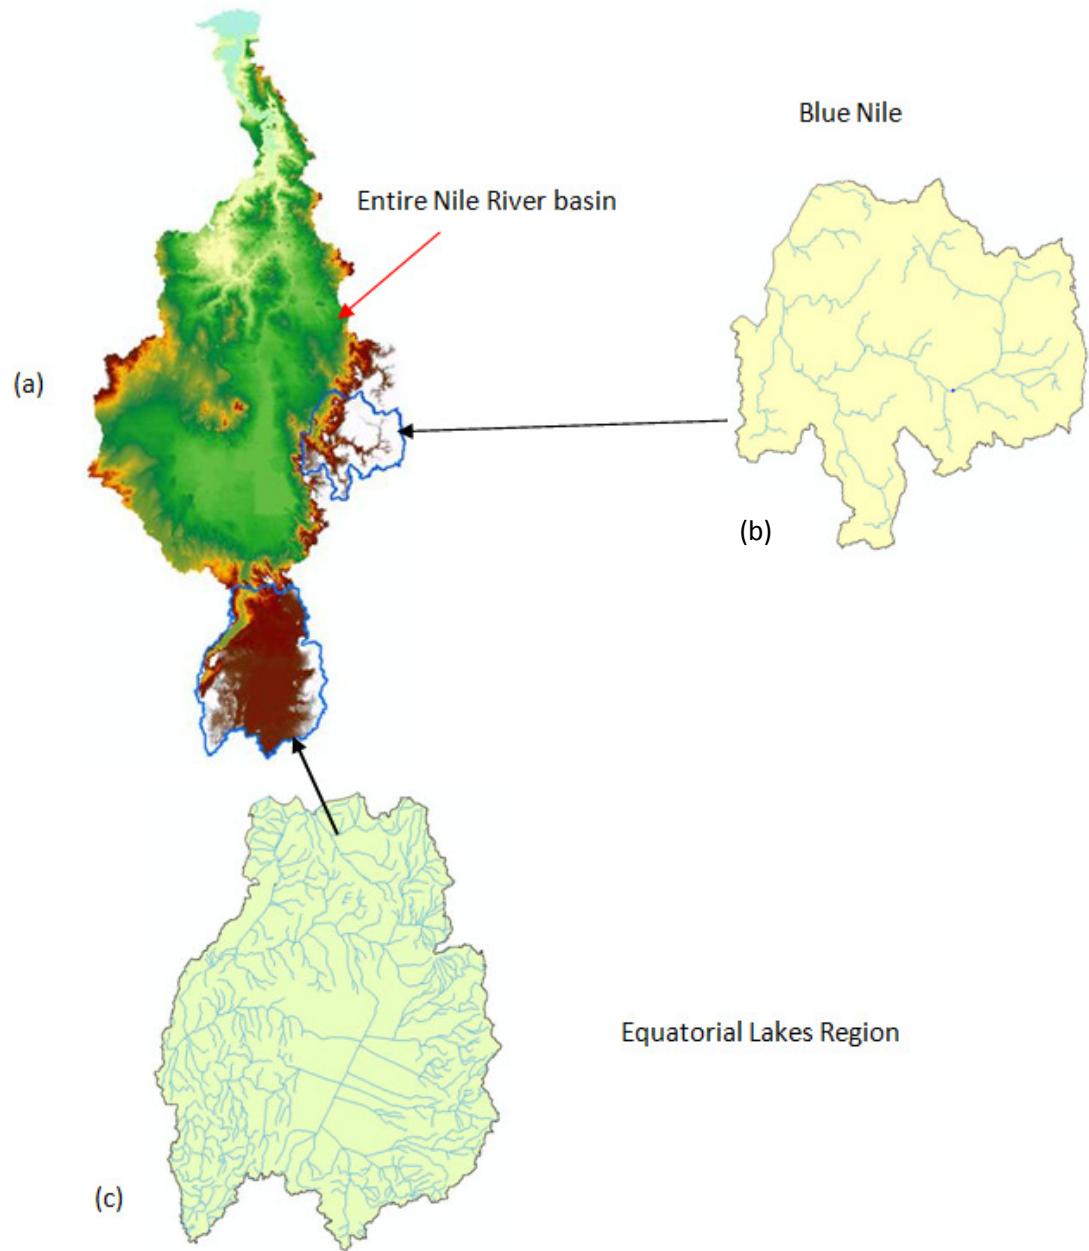 Blue Nile
Entire Nile River basin
(a)
(b)
Equatorial Lakes Region
(c)